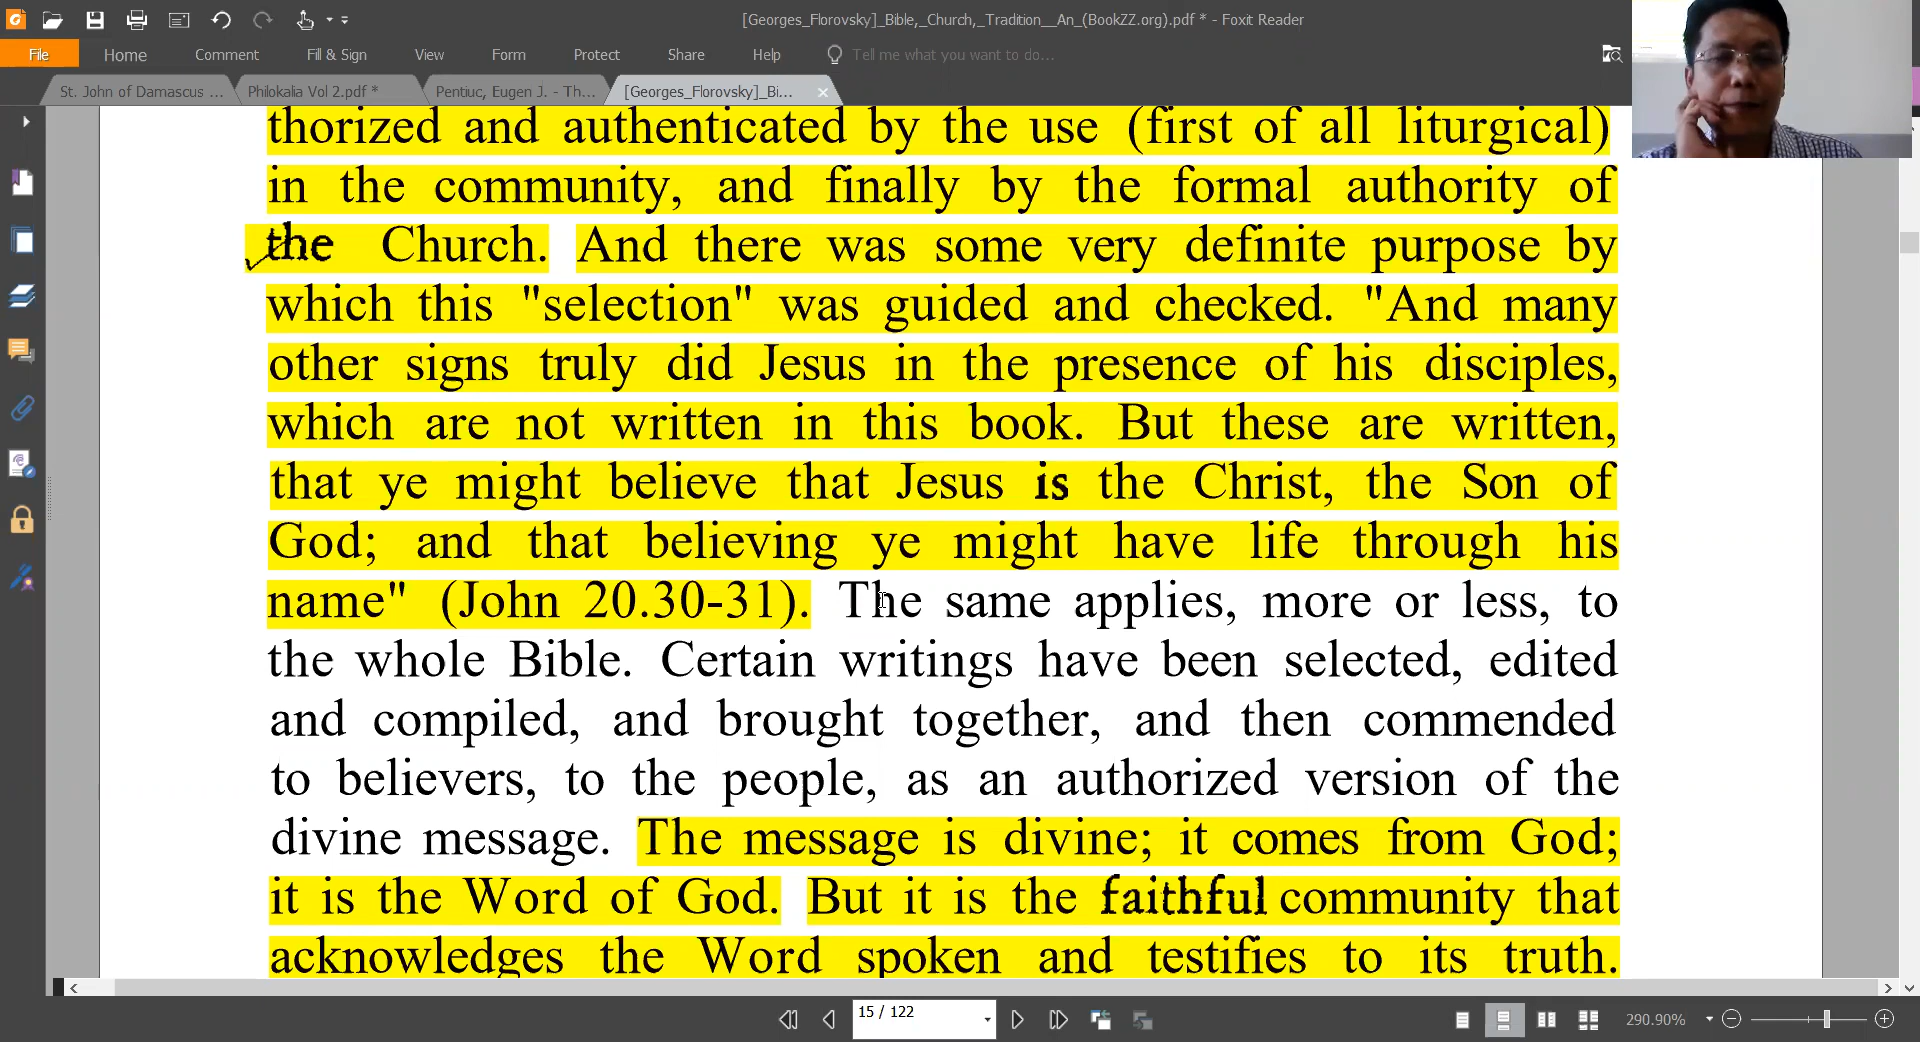 [Georges_Florovsky]_Bible,_Church,_Tradition__An_(BookZZ.org).pdf * - Foxit Reader
File Home Comment Fill & Sign View Form Protect Share Help Tell me what you want to do...
St. John of Damascus ... Philokalia Vol 2.pdf * Pentiuc, Eugen J. - Th... [Georges_Florovsky]_Bi...
thorized and authenticated by the use (first of all liturgical)
in the community, and finally by the formal authority of
the Church. And there was some very definite purpose by
which this "selection" was guided and checked. "And many
other signs truly did Jesus in the presence of his disciples,
which are not written in this book. But these are written,
that ye might believe that Jesus is the Christ, the Son of
God; and that believing ye might have life through his
name" (John 20.30-31). The same applies, more or less, to
the whole Bible. Certain writings have been selected, edited
and compiled, and brought together, and then commended
to believers, to the people, as an authorized version of the
divine message. The message is divine; it comes from God;
it is the Word of God. But it is the faithful community that
acknowledges the Word spoken and testifies to its truth.
15 / 122
290.90%